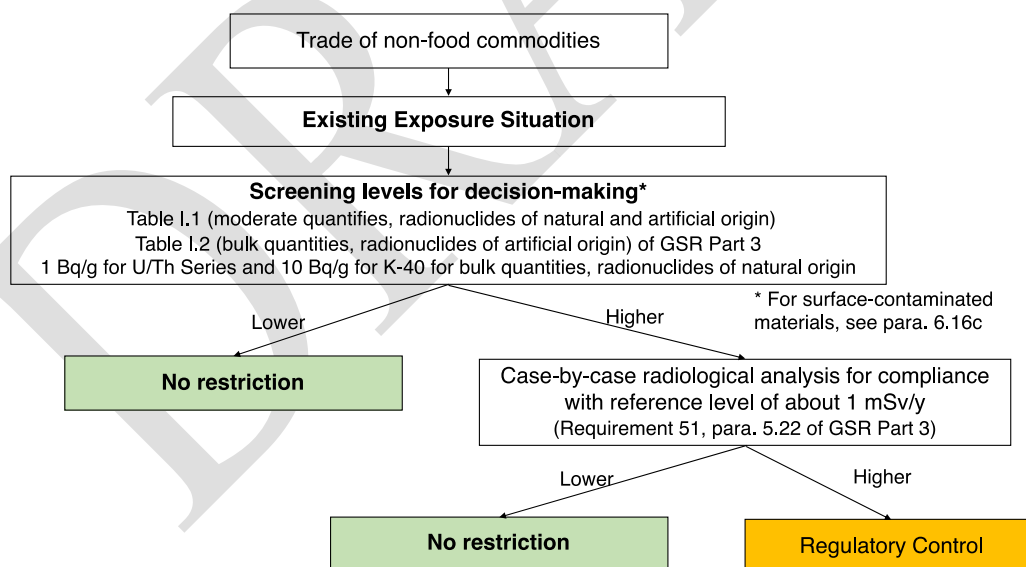 Trade of non-food commodities
Existing Exposure Situation
Screening levels for decision-making*
Table I.1 (moderate quantifies, radionuclides of natural and artificial origin)
Table I.2 (bulk quantities, radionuclides of artificial origin) of GSR Part 3
1 Bq/g for U/Th Series and 10 Bq/g for K-40 for bulk quantities, radionuclides of natural origin
* For surface-contaminated
materials, see para. 6.16c
Lower
Higher
No restriction
Case-by-case radiological analysis for compliance
with reference level of about 1 mSv/y
(Requirement 51, para. 5.22 of GSR Part 3)
Lower
Higher
No restriction
Regulatory Control